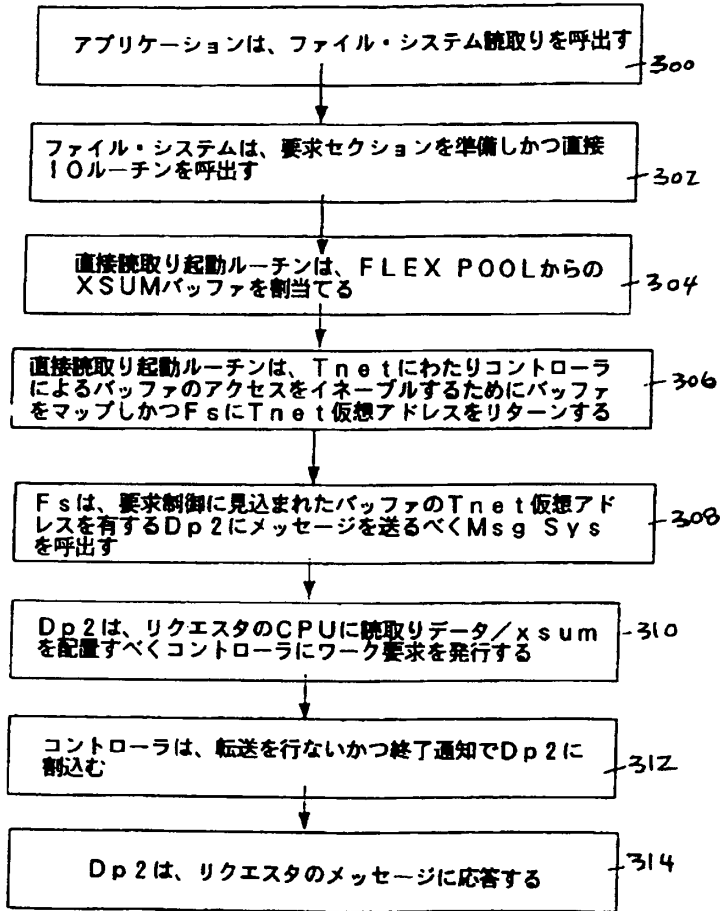 アプリケーションは、ファイル・システム読取りを呼出す
300
ファイル・システムは、要求セクションを準備しかつ直接
IOルーチンを呼出す
302
直接読取り起動ルーチンは、FLEX POOLからの
XSUMバッファを割当てる
304
直接読取り起動ルーチンは、Tnetにわたりコントローラ
によるバッファのアクセスをイネーブルするためにバッファ
をマップしかつFsにTnet仮想アドレスをリターンする
306
Fsは、要求制御に見込まれたバッファのTnet仮想アド
レスを有するDp2にメッセージを送るべくMsg Sys
を呼出す
308
Dp2は、リクエスタのCPUに読取りデータ/xsum
を配置すべくコントローラにワーク要求を発行する
310
コントローラは、転送を行ないかつ終了通知でDp2に
割込む
312
Dp2は、リクエスタのメッセージに応答する
314